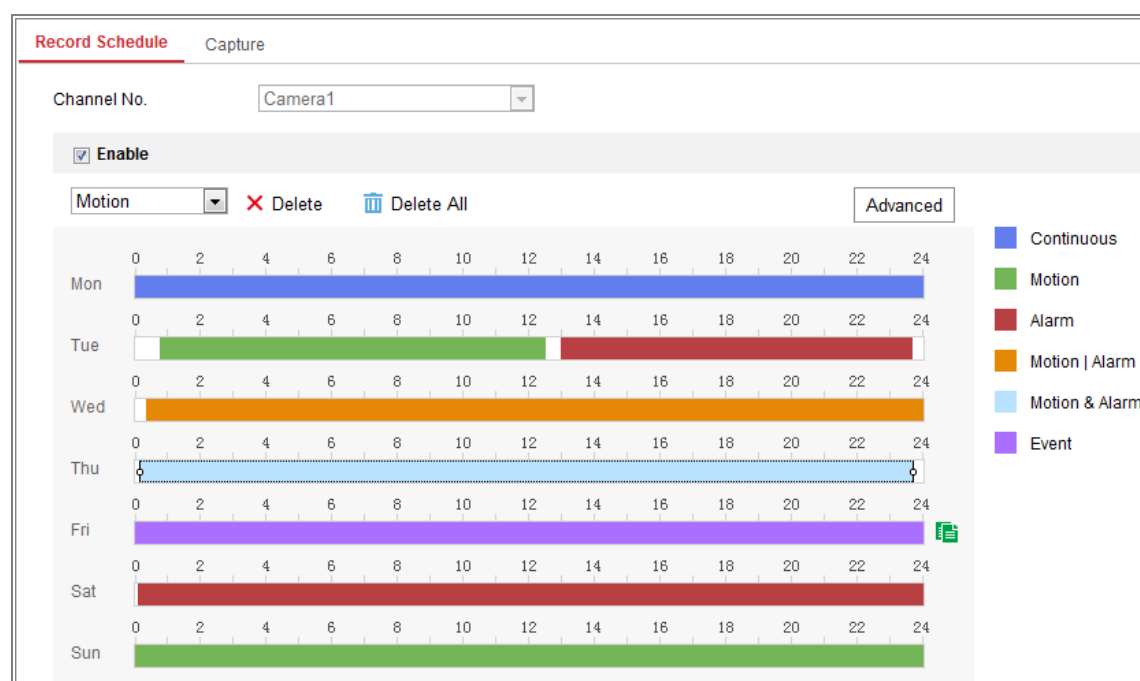 Record Schedule Capture
Channel No. Camera1
Enable
Motion Delete Delete All Advanced
0 2 4 6 8 10 12 14 16 18 20 22 24
Mon
0 2 4 6 8 10 12 14 16 18 20 22 24
Tue
0 2 4 6 8 10 12 14 16 18 20 22 24
Wed
0 2 4 6 8 10 12 14 16 18 20 22 24
Thu
0 2 4 6 8 10 12 14 16 18 20 22 24
Fri
0 2 4 6 8 10 12 14 16 18 20 22 24
Sat
0 2 4 6 8 10 12 14 16 18 20 22 24
Sun
Continuous
Motion
Alarm
Motion | Alarm
Motion & Alarm
Event